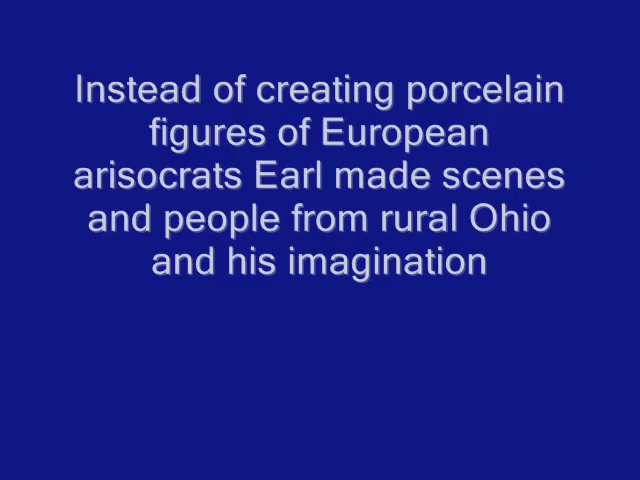 Instead of creating porcelain
figures of European
arisocrats Earl made scenes
and people from rural Ohio
and his imagination